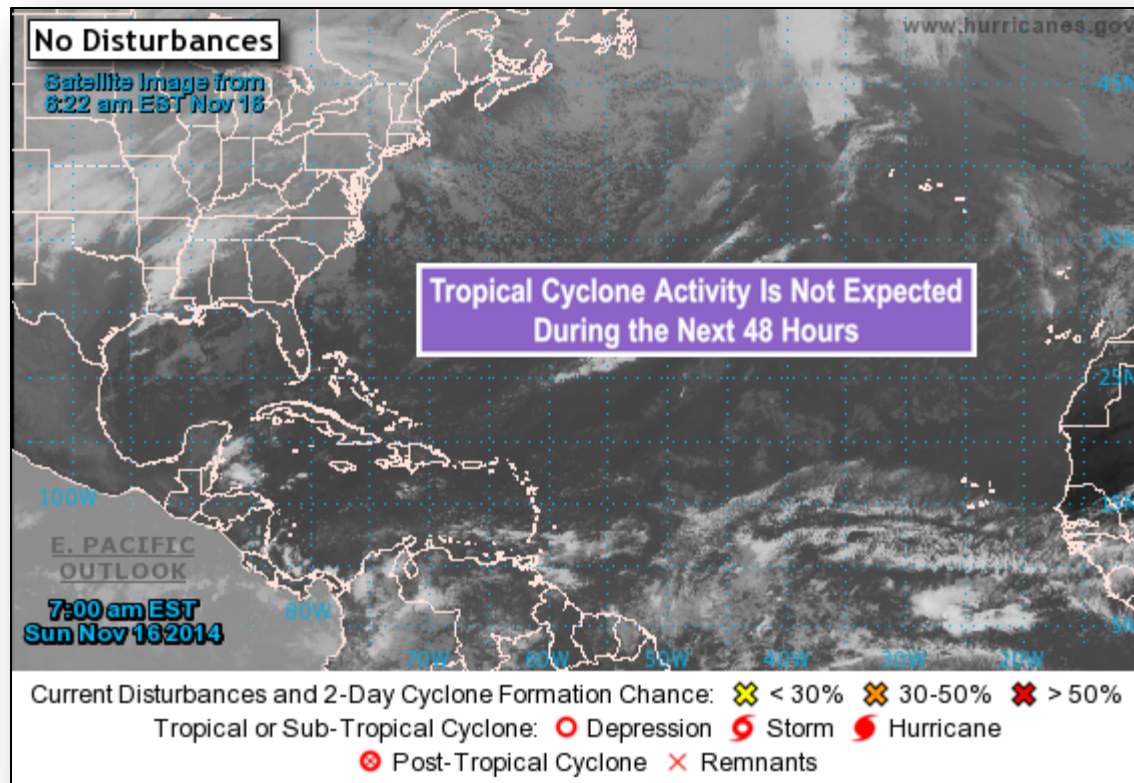 No Disturbances
www.hurricanes.gov
Satellite Image from
6:22 am EST Nov 16
45N
35N
Tropical Cyclone Activity Is Not Expected
During the Next 48 Hours
25N
100W
15N
E. PACIFIC
OUTLOOK
7:00 am EST
Sun Nov 16 2014
80W
5N
70W 60W 50W 40W 30W 20W
Current Disturbances and 2-Day Cyclone Formation Chance: < 30% 30-50% > 50%
Tropical or Sub-Tropical Cyclone: Depression Storm Hurricane
Post-Tropical Cyclone Remnants